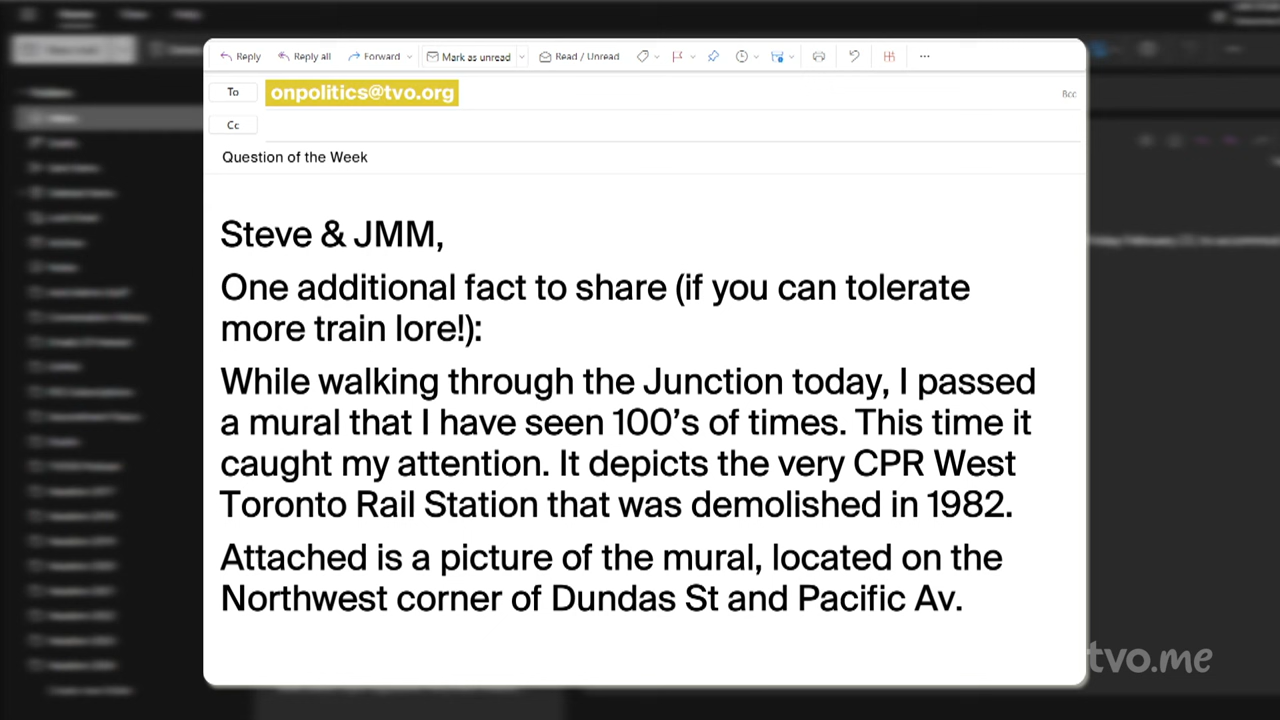 Reply
Reply all
Forward
Mark as unread
Read / Unread
To
onpolitics@tvo.org
Bcc
Cc
Question of the Week
Steve & JMM,
One additional fact to share (if you can tolerate
more train lore!):
While walking through the Junction today, I passed
a mural that I have seen 100’s of times. This time it
caught my attention. It depicts the very CPR West
Toronto Rail Station that was demolished in 1982.
Attached is a picture of the mural, located on the
Northwest corner of Dundas St and Pacific Av.
tvo.me